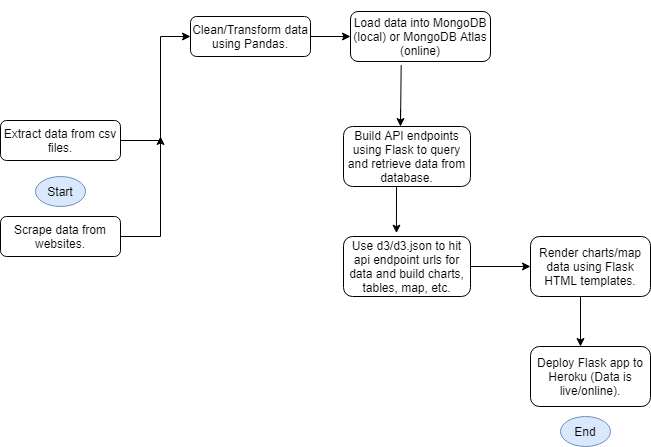 Clean/Transform data
using Pandas.
Load data into MongoDB
(local) or MongoDB Atlas
(online)
Extract data from csv
files.
Start
Scrape data from
websites.
Build API endpoints
using Flask to query
and retrieve data from
database.
Use d3/d3.json to hit
api endpoint urls for
data and build charts,
tables, map, etc.
Render charts/map
data using Flask
HTML templates.
Deploy Flask app to
Heroku (Data is
live/online).
End